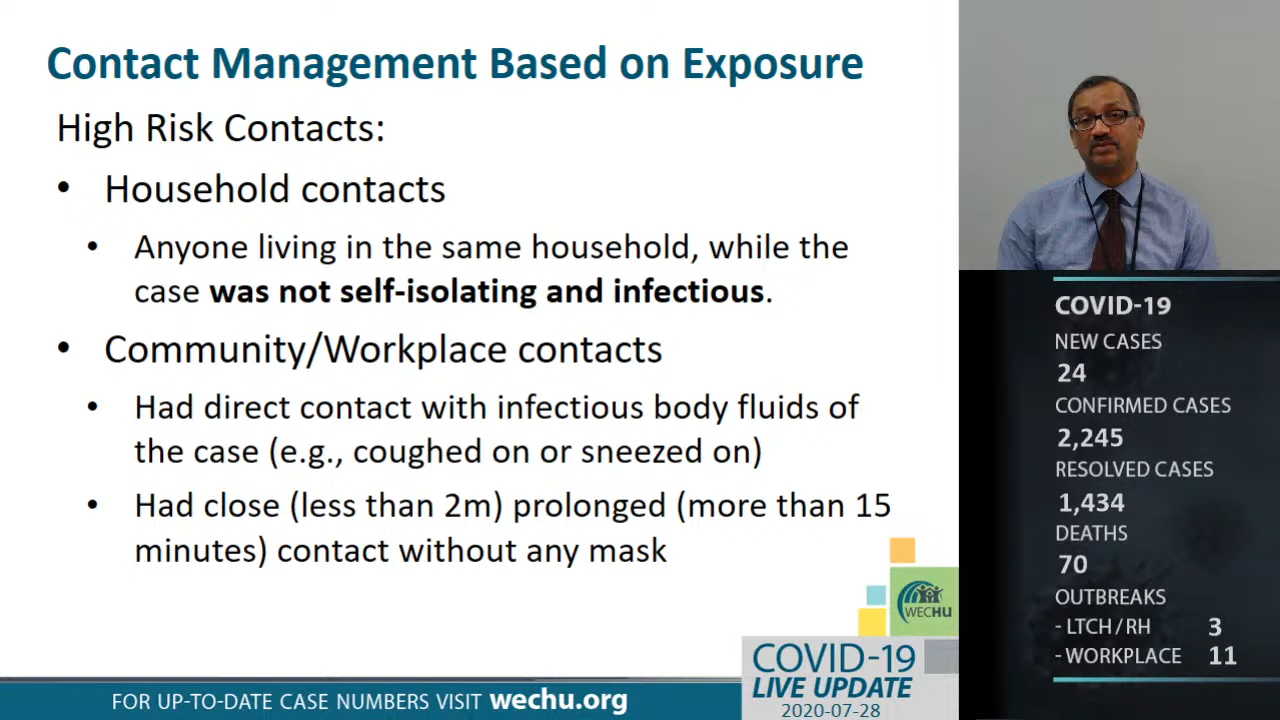 Contact Management Based on Exposure
High Risk Contacts:
• Household contacts
• Anyone living in the same household, while the
case was not self-isolating and infectious.
• Community/Workplace contacts
• Had direct contact with infectious body fluids of
the case (e.g., coughed on or sneezed on)
• Had close (less than 2m) prolonged (more than 15
minutes) contact without any mask
WECHU
COVID-19
LIVE UPDATE
2020-07-28
FOR UP-TO-DATE CASE NUMBERS VISIT wechu.org
COVID-19
NEW CASES
24
CONFIRMED CASES
2,245
RESOLVED CASES
1,434
DEATHS
70
OUTBREAKS
- LTCH / RH 3
- WORKPLACE 11